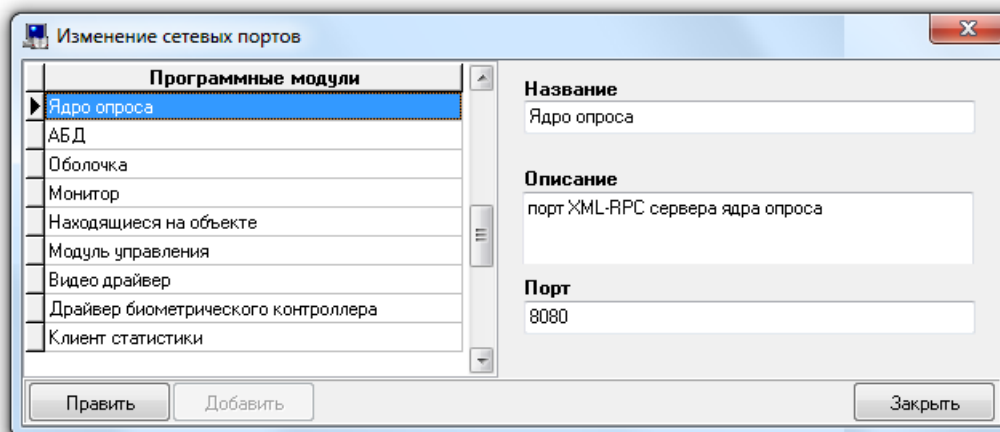 Изменение сетевых портов
Программные модули
Ядро опроса
АБД
Оболочка
Монитор
Находящиеся на объекте
Модуль управления
Видео драйвер
Драйвер биометрического контроллера
Клиент статистики
Название
Ядро опроса
Описание
порт XML-RPC сервера ядра опроса
Порт
8080
Править
Добавить
Закрыть